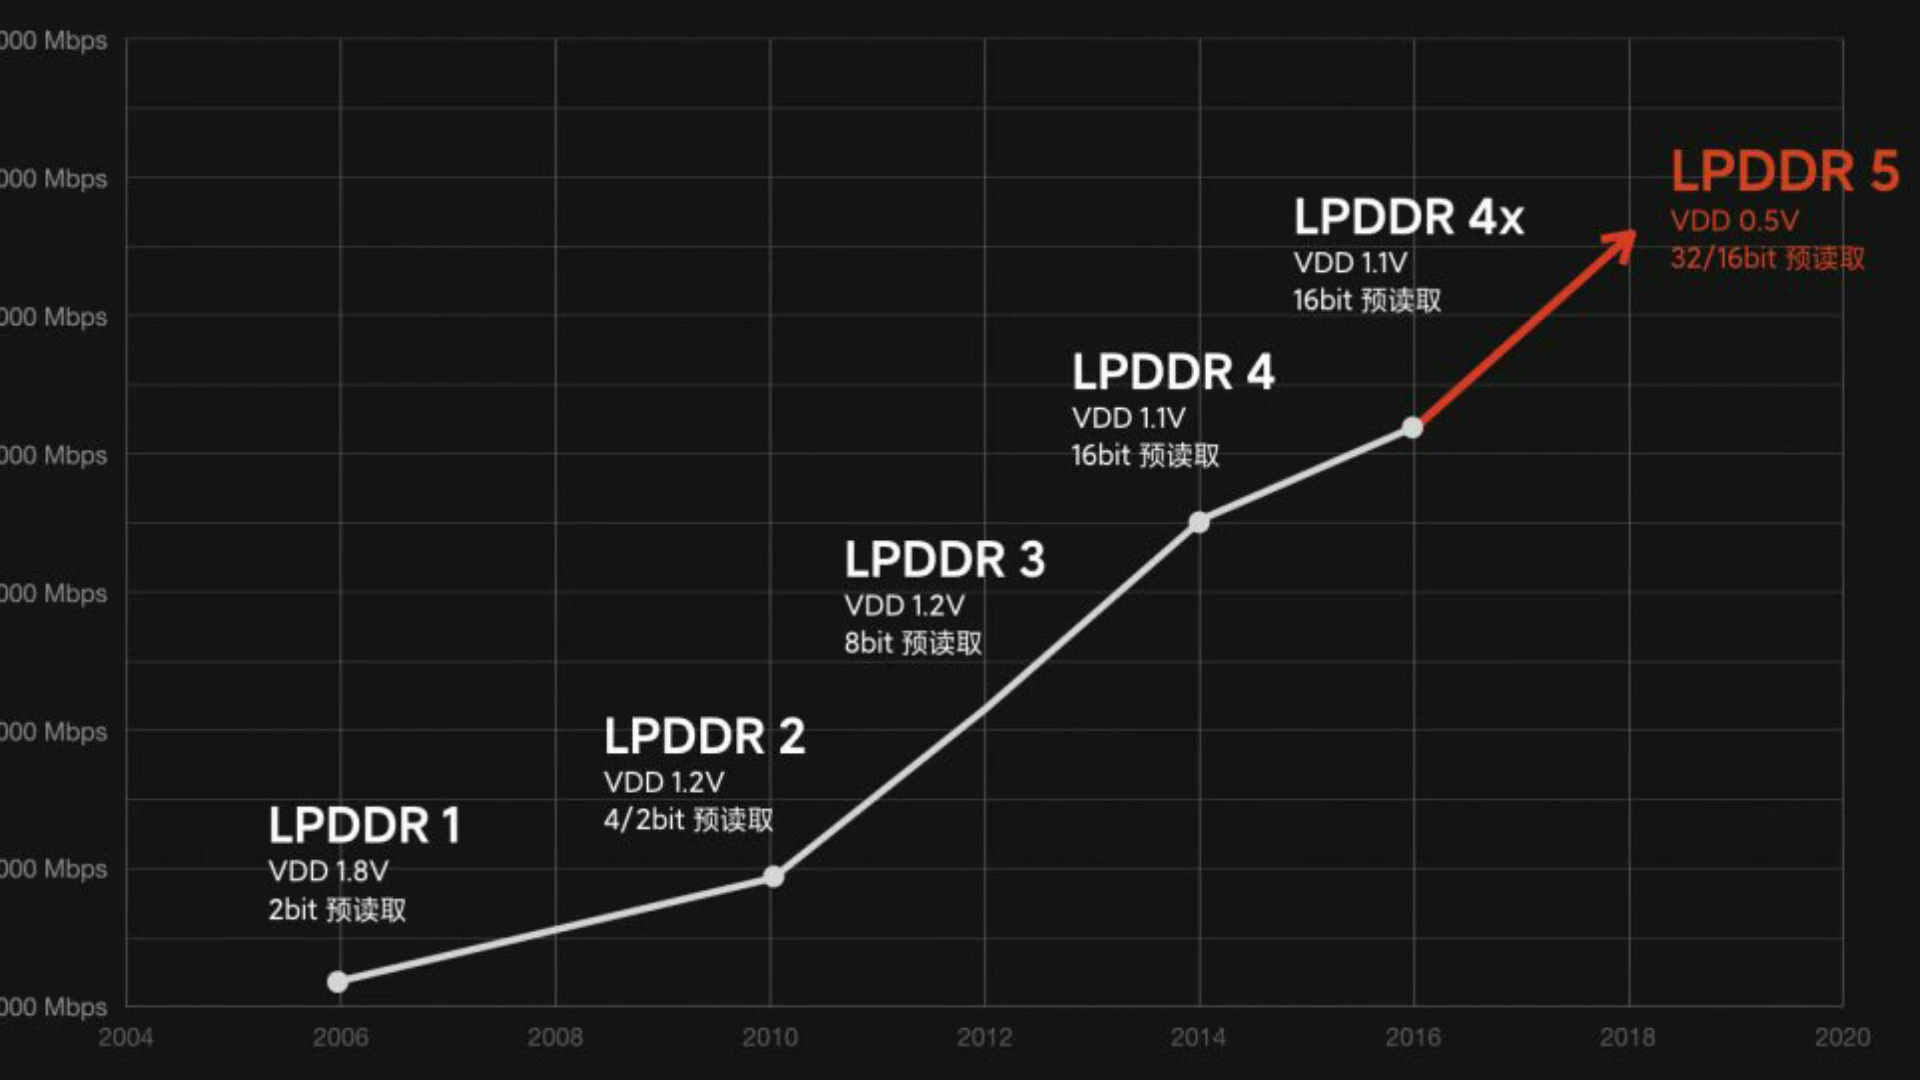 000 Mbps
000 Mbps
000 Mbps
000 Mbps
000 Mbps
000 Mbps
000 Mbps
000 Mbps
LPDDR 5
VDD 0.5V
32/16bit 预读取
LPDDR 4x
VDD 1.1V
16bit 预读取
LPDDR 4
VDD 1.1V
16bit 预读取
LPDDR 3
VDD 1.2V
8bit 预读取
LPDDR 2
VDD 1.2V
4/2bit 预读取
LPDDR 1
VDD 1.8V
2bit 预读取
2004 2006 2008 2010 2012 2014 2016 2018 2020